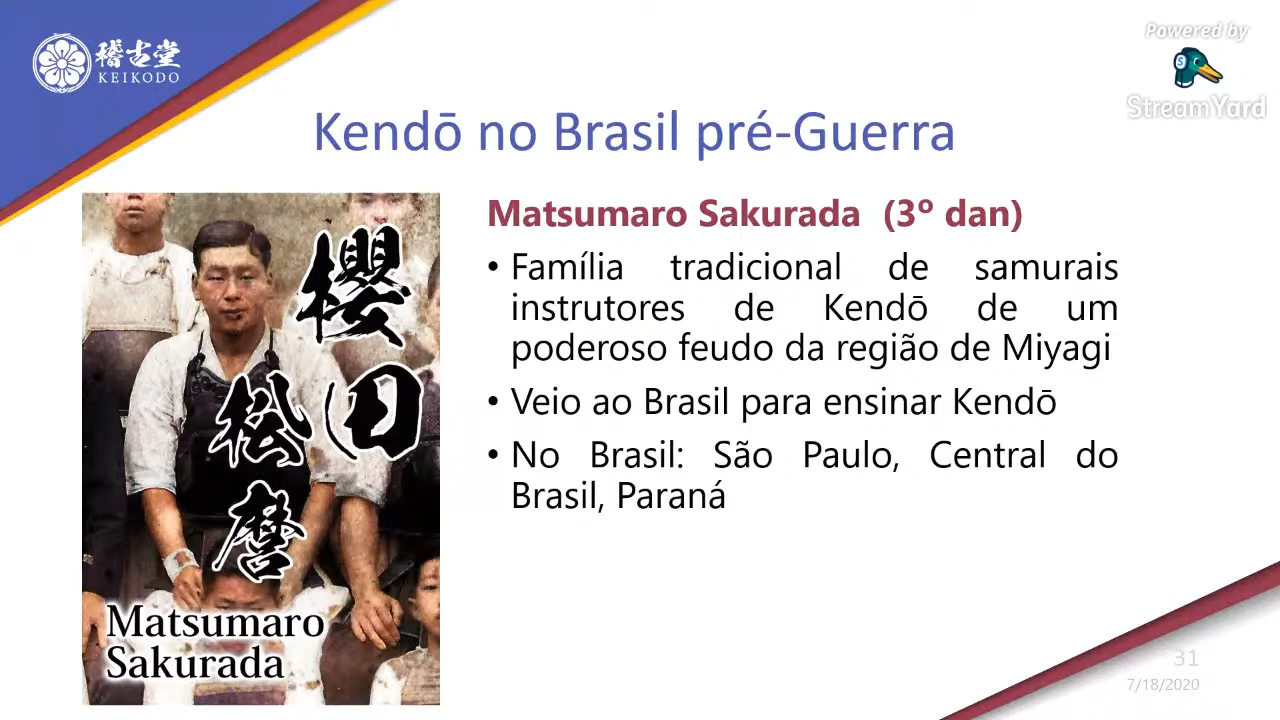 稽古堂
KEIKODO
Powered by
S
StreamYard
Kendō no Brasil pré-Guerra
櫻田
松麿
Matsumaro
Sakurada
Matsumaro Sakurada (3º dan)
• Família tradicional de samurais
instrutores de Kendō de um
poderoso feudo da região de Miyagi
• Veio ao Brasil para ensinar Kendō
• No Brasil: São Paulo, Central do
Brasil, Paraná
31
7/18/2020